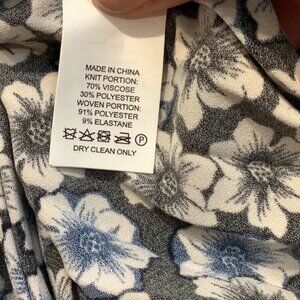 MADE IN CHINA
KNIT PORTION:
70% VISCOSE
30% POLYESTER
WOVEN PORTION:
91% POLYESTER
9% ELASTANE
P
DRY CLEAN ONLY